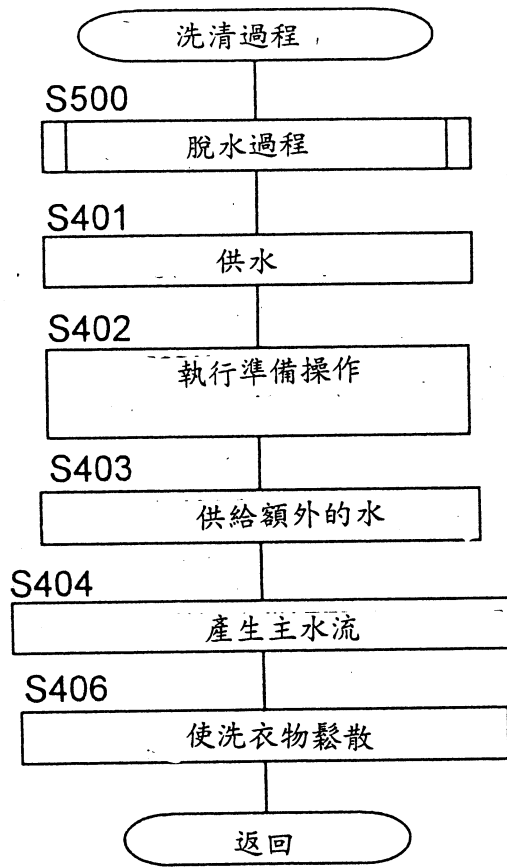 洗清過程
S500
脫水過程
S401
供水
S402
執行準備操作
S403
供給額外的水
S404
產生主水流
S406
使洗衣物鬆散
返回